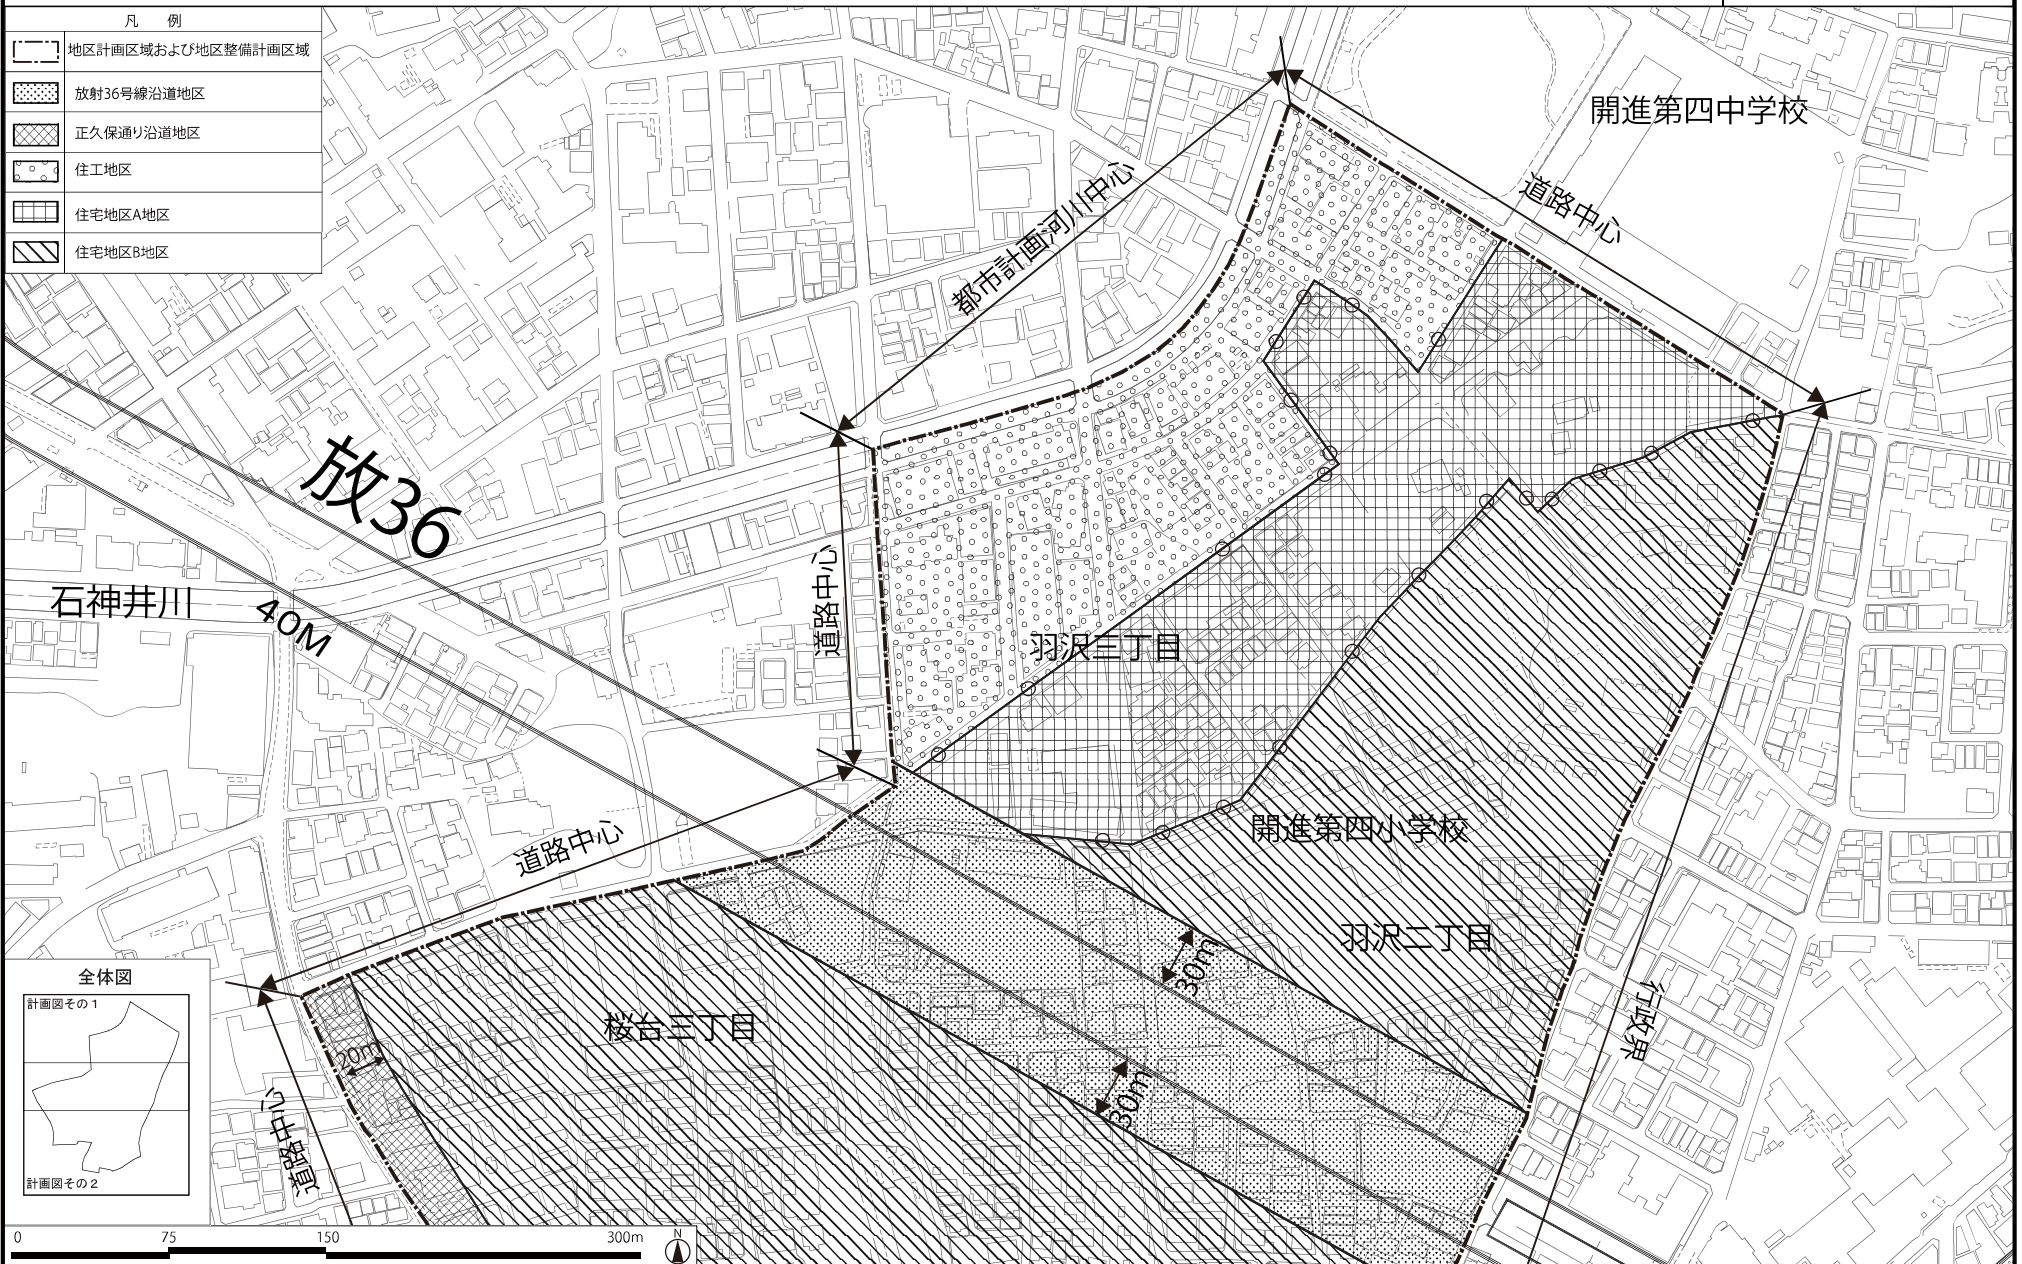 凡　例
地区計画区域および地区整備計画区域
放射36号線沿道地区
正久保通り沿道地区
住工地区
住宅地区A地区
住宅地区B地区
開進第四中学校
道路中心
都市計画河川中心
放36
石神井川
40M
道路中心
羽沢三丁目
道路中心
開進第四小学校
羽沢二丁目
30m
行政界
桜台三丁目
20m
30m
道路中心
全体図
計画図その1
計画図その2
0 75 150 300m
N